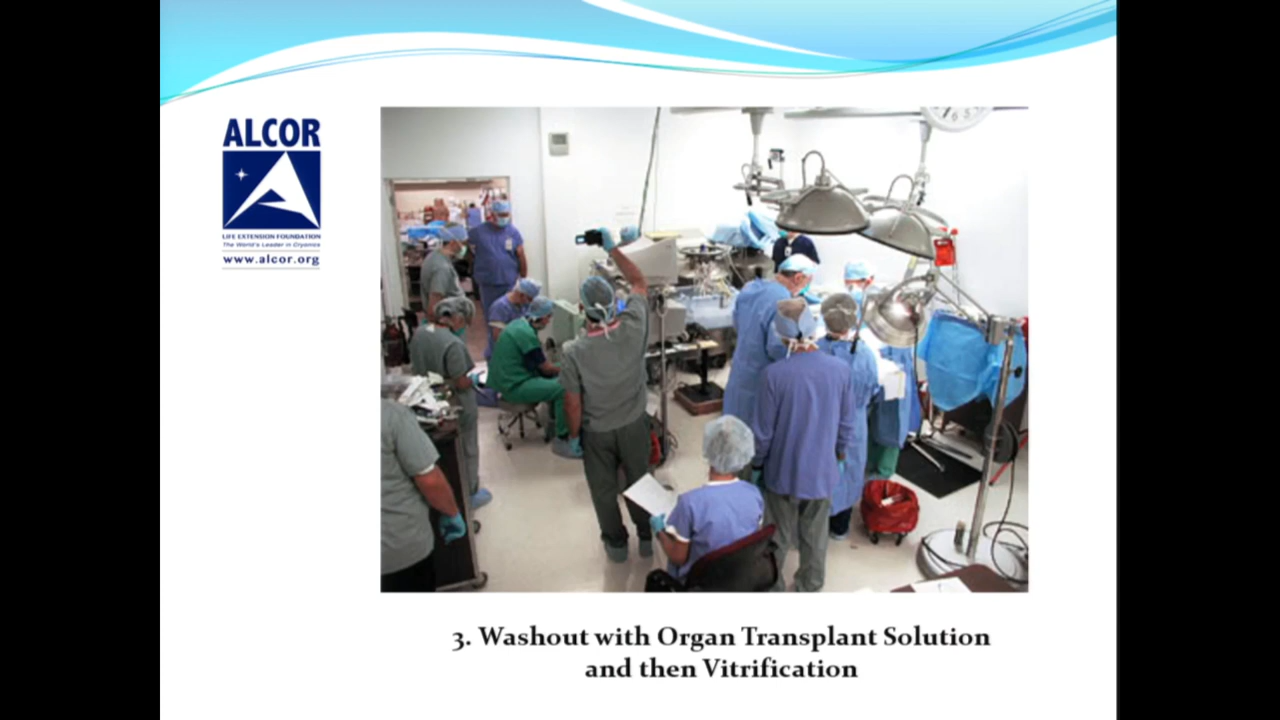 ALCOR
LIFE EXTENSION FOUNDATION
The World's Leader in Cryonics
www.alcor.org
3. Washout with Organ Transplant Solution
and then Vitrification